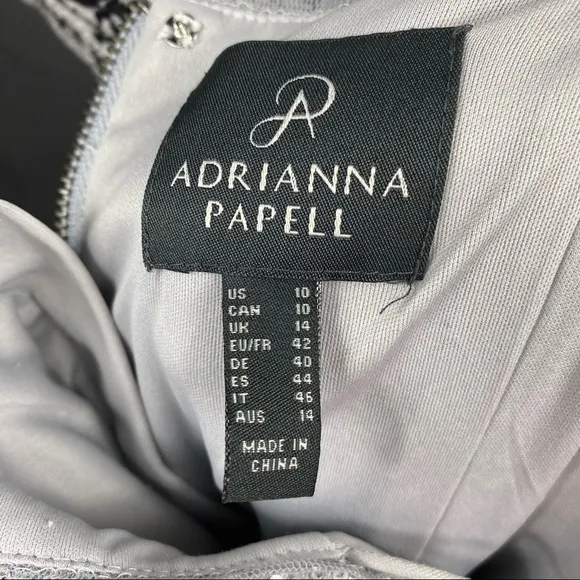 ADRIANNA
PAPELL
US 10
CAN 10
UK 14
EU/FR 42
DE 40
ES 44
IT 46
AUS 14
MADE IN
CHINA